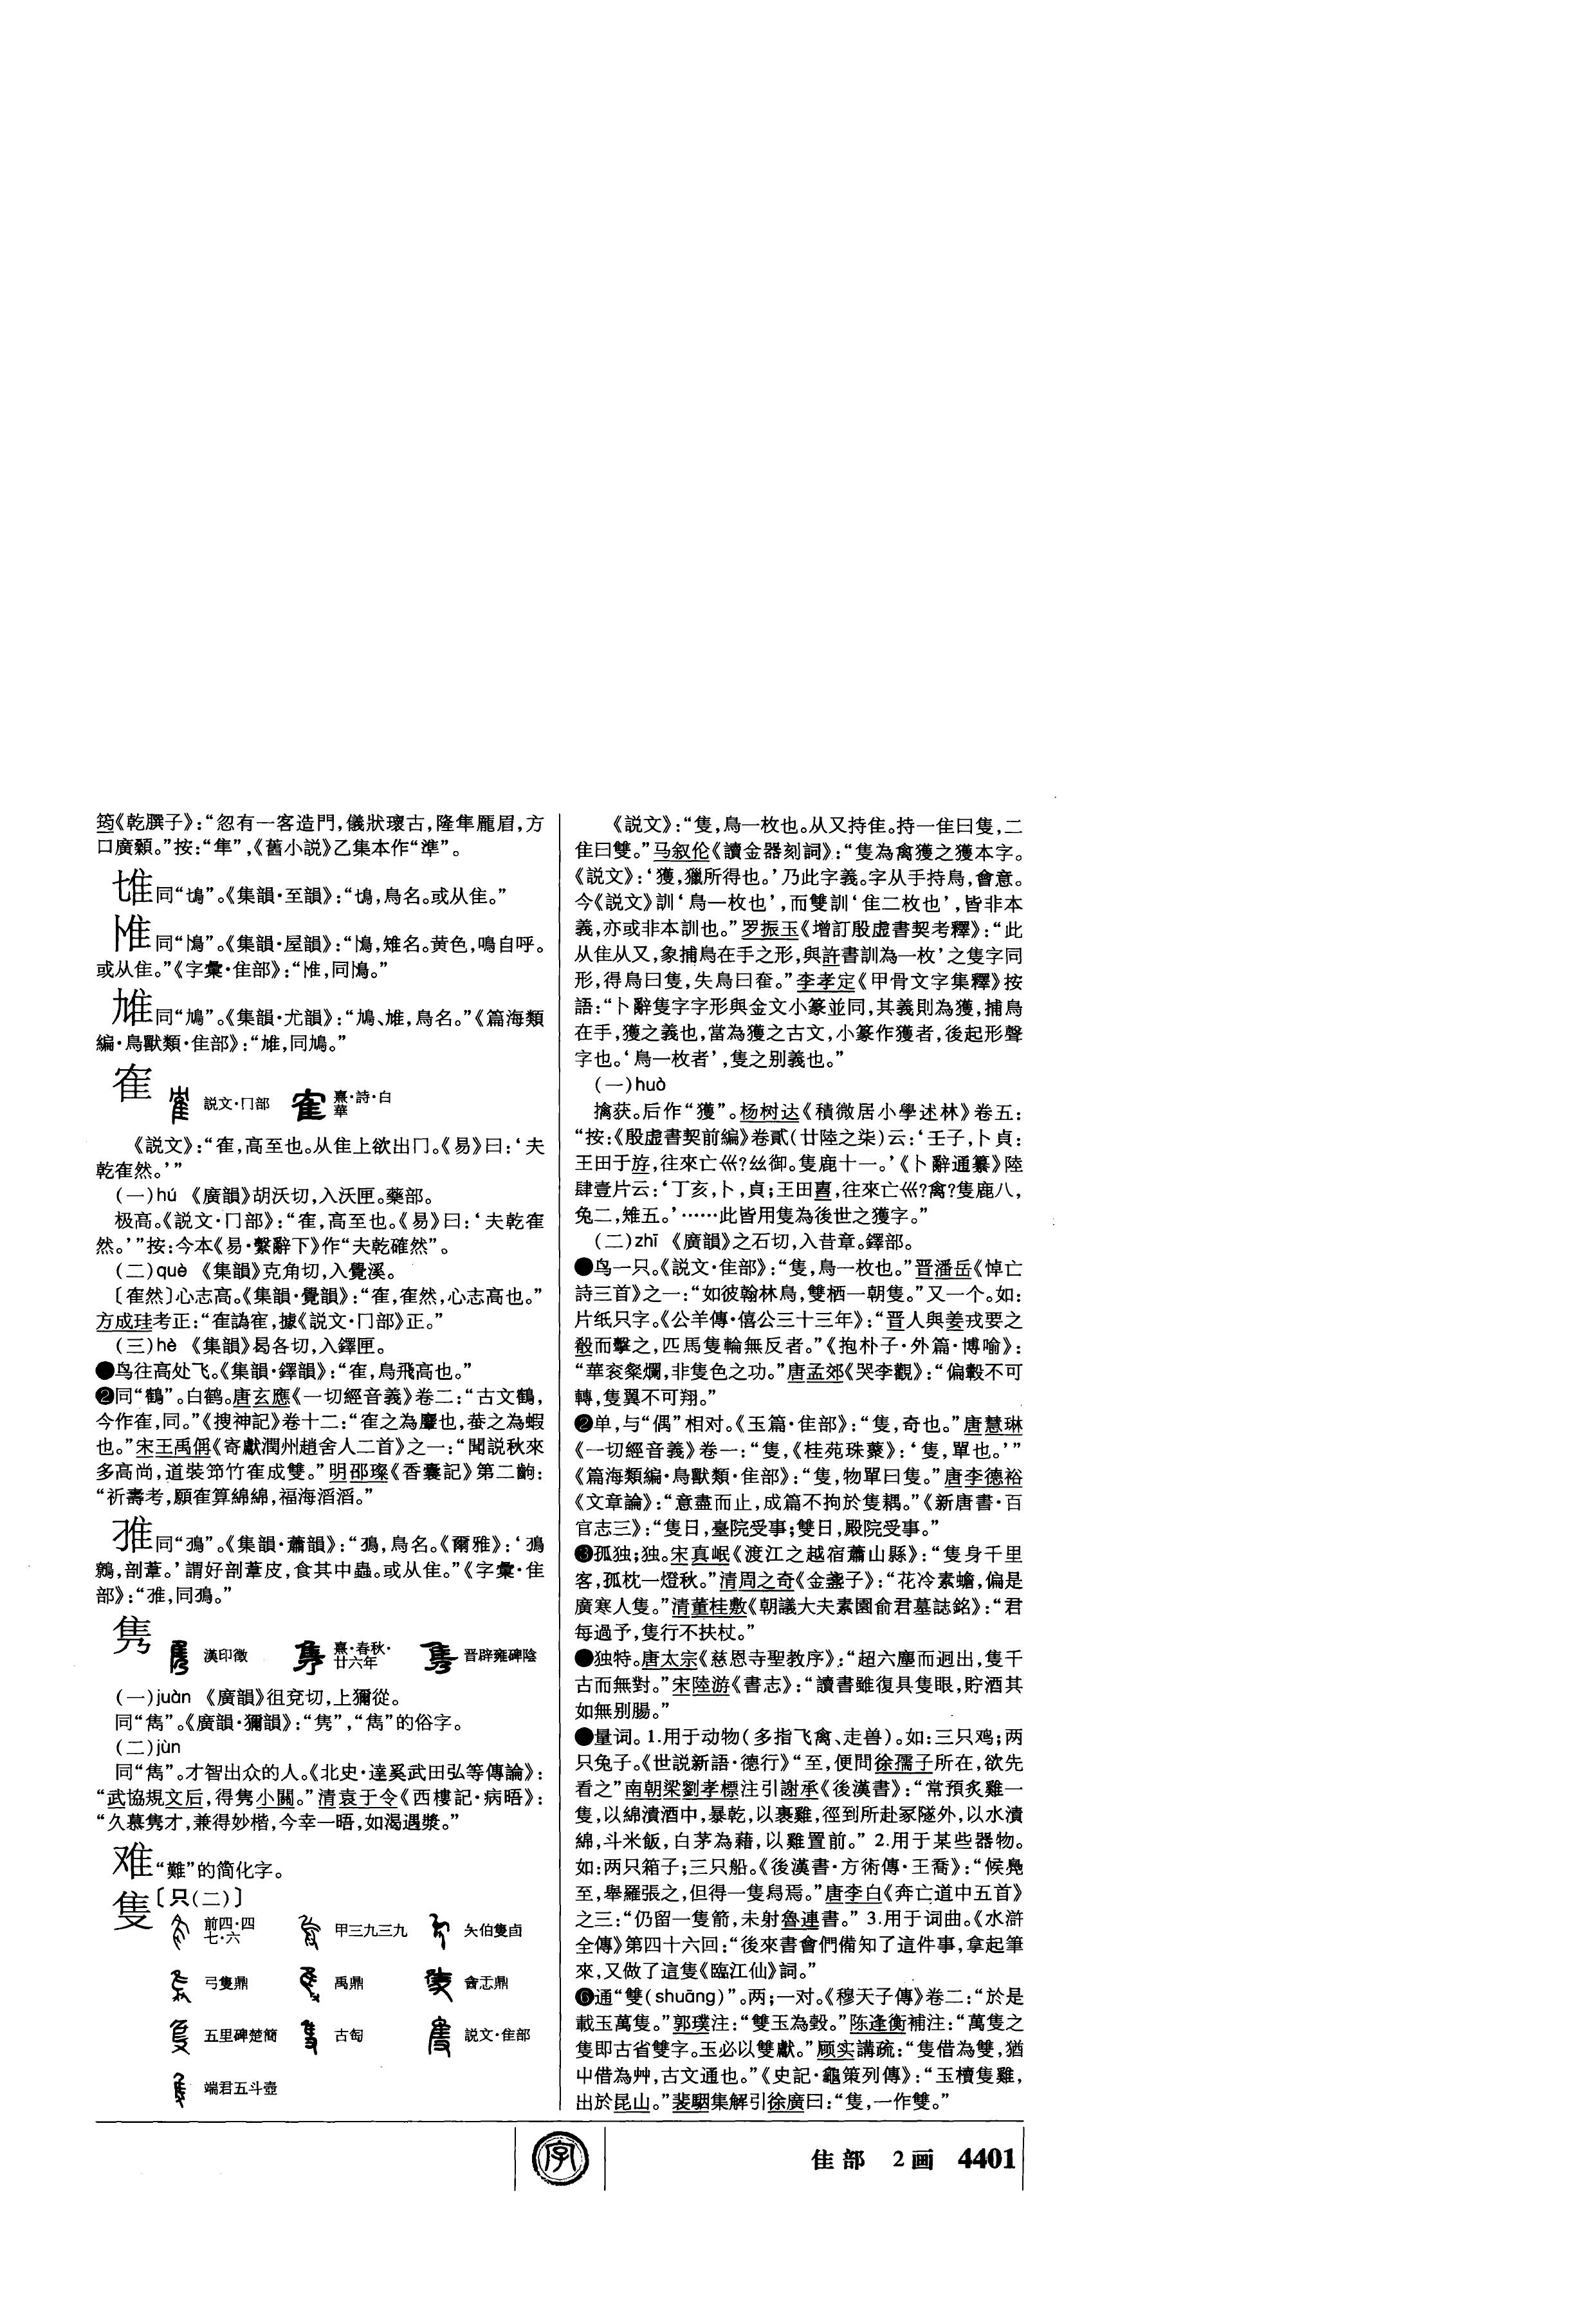 筠《乾𦠆子》：“忽有一客造門，儀狀瓌古，隆隼龎眉，方
口廣顙。”按：“隼”，《舊小説》乙集本作“準”。
同“鴇”。《集韻·至韻》：“鳥名。或从隹。”
同“鳪”。《集韻·屋韻》：“鳪，雉名。黄色，鳴自呼。
或从隹。”《字彙·隹部》：“同鳪。”
雔同“鳩”。《集韻·尤韻》：“鳩、鳥名。”《篇海類
編·鳥獸類·隹部》：“同鳩。”
隺 説文·冂部 熹·詩·白華
《説文》：“隺，高至也。从隹上欲出冂。《易》曰：‘夫
乾隺然。’”
（一）hú 《廣韻》胡沃切，入沃匣。藥部。
极高。《説文·冂部》：“隺，高至也。《易》曰：‘夫乾隺
然。’”按：今本《易·繫辭下》作“夫乾確然”。
（二）què 《集韻》克角切，入覺溪。
〔隺然〕心志高。《集韻·覺韻》：“隺，隺然，心志高也。”
方成珪考正：“隺譌寉，據《説文·冂部》正。”
（三）hè 《集韻》曷各切，入鐸匣。
●鸟往高处飞。《集韻·鐸韻》：“隺，鳥飛高也。”
❷同“鶴”。白鹤。唐玄應《一切經音義》卷二：“古文鶴，
今作隺，同。”《搜神記》卷十二：“隺之為麞也，蛬之為蝦
也。”宋王禹偁《寄獻潤州趙舍人二首》之一：“聞説秋來
多高尚，道裝筇竹隺成雙。”明邵璨《香囊記》第二齣：
“祈壽考，願隺算綿綿，福海滔滔。”
同“鳭”。《集韻·蕭韻》：“鳭，鳥名。《爾雅》：‘鳭
鷯，剖葦。’謂好剖葦皮，食其中蟲。或从隹。”《字彙·隹
部》：“同鳭。”
隽 漢印徵 熹·春秋·廿六年 晋辟雍碑陰
（一）juàn 《廣韻》徂兖切，上獮從。
同“雋”。《廣韻·獮韻》：“隽”，“雋”的俗字。
（二）jùn
同“雋”。才智出众的人。《北史·達奚武田弘等傳論》：
“武協規文后，得隽小關。”清袁于令《西樓記·病晤》：
“久慕隽才，兼得妙楷，今幸一晤，如渴遇漿。”
难“難”的简化字。
隻〔只（二）〕
前四·四七·六 甲三九三九 矢伯隻卣
弓隻鼎 禹鼎 酓忎鼎
五里碑楚簡 古匋 説文·隹部
端君五斗壺
《説文》：“隻，鳥一枚也。从又持隹。持一隹曰隻，二
隹曰雙。”马叙伦《讀金器刻詞》：“隻為禽獲之獲本字。
《説文》：‘獲，獵所得也。’乃此字義。字从手持鳥，會意。
今《説文》訓‘鳥一枚也’，而雙訓‘隹二枚也’，皆非本
義，亦或非本訓也。”罗振玉《增訂殷虚書契考釋》：“此
从隹从又，象捕鳥在手之形，與許書訓為一枚’之隻字同
形，得鳥曰隻，失鳥曰奞。”李孝定《甲骨文字集釋》按
語：“卜辭隻字字形與金文小篆並同，其義則為獲，捕鳥
在手，獲之義也，當為獲之古文，小篆作獲者，後起形聲
字也。‘鳥一枚者’，隻之别義也。”
（一）huò
擒获。后作“獲”。杨树达《積微居小學述林》卷五：
“按：《殷虚書契前編》卷貳（廿陸之柒）云：‘壬子，卜貞：
王田于斿，往來亡巛？玆御。隻鹿十一。’《卜辭通纂》陸
肆壹片云：‘丁亥，卜，貞；王田喜，往來亡巛？禽？隻鹿八，
兔二，雉五。’……此皆用隻為後世之獲字。”
（二）zhī 《廣韻》之石切，入昔章。鐸部。
●鸟一只。《説文·隹部》：“隻，鳥一枚也。”晋潘岳《悼亡
詩三首》之一：“如彼翰林鳥，雙栖一朝隻。”又一个。如：
片纸只字。《公羊傳·僖公三十三年》：“晋人與姜戎要之
殽而擊之，匹馬隻輪無反者。”《抱朴子·外篇·博喻》：
“華衮粲爛，非隻色之功。”唐孟郊《哭李觀》：“偏轂不可
轉，隻翼不可翔。”
❷单，与“偶”相对。《玉篇·隹部》：“隻，奇也。”唐慧琳
《一切經音義》卷一：“隻，《桂苑珠藂》：‘隻，單也。’”
《篇海類編·鳥獸類·隹部》：“隻，物單曰隻。”唐李德裕
《文章論》：“意盡而止，成篇不拘於隻耦。”《新唐書·百
官志三》：“隻日，臺院受事；雙日，殿院受事。”
❸孤独；独。宋真岷《渡江之越宿蕭山縣》：“隻身千里
客，孤枕一燈秋。”清周之奇《金盞子》：“花冷素蟾，偏是
廣寒人隻。”清董桂敷《朝議大夫素園俞君墓誌銘》：“君
每過予，隻行不扶杖。”
●独特。唐太宗《慈恩寺聖教序》：“超六塵而迥出，隻千
古而無對。”宋陸游《書志》：“讀書雖復具隻眼，貯酒其
如無别腸。”
●量词。1.用于动物（多指飞禽、走兽）。如：三只鸡；两
只兔子。《世説新語·德行》“至，便問徐孺子所在，欲先
看之”南朝梁劉孝標注引謝承《後漢書》：“常預炙雞一
隻，以綿漬酒中，暴乾，以裹雞，徑到所赴冢隧外，以水漬
綿，斗米飯，白茅為藉，以雞置前。” 2.用于某些器物。
如：两只箱子；三只船。《後漢書·方術傳·王喬》：“候鳧
至，舉羅張之，但得一隻舄焉。”唐李白《奔亡道中五首》
之三：“仍留一隻箭，未射魯連書。” 3.用于词曲。《水滸
全傳》第四十六回：“後來書會們備知了這件事，拿起筆
來，又做了這隻《臨江仙》詞。”
❻通“雙（shuāng）”。两；一对。《穆天子傳》卷二：“於是
載玉萬隻。”郭璞注：“雙玉為瑴。”陈逢衡補注：“萬隻之
隻即古省雙字。玉必以雙獻。”顾实講疏：“隻借為雙，猶
屮借為艸，古文通也。”《史記·龜策列傳》：“玉櫝隻雞，
出於昆山。”裴駰集解引徐廣曰：“隻，一作雙。”
字
隹部 2画 4401